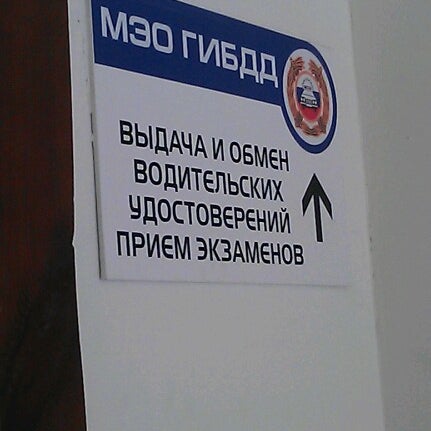 МЭО ГИБДД
ВЫДАЧА И ОБМЕН
ВОДИТЕЛЬСКИХ
УДОСТОВЕРЕНИЙ
ПРИЕМ ЭКЗАМЕНОВ